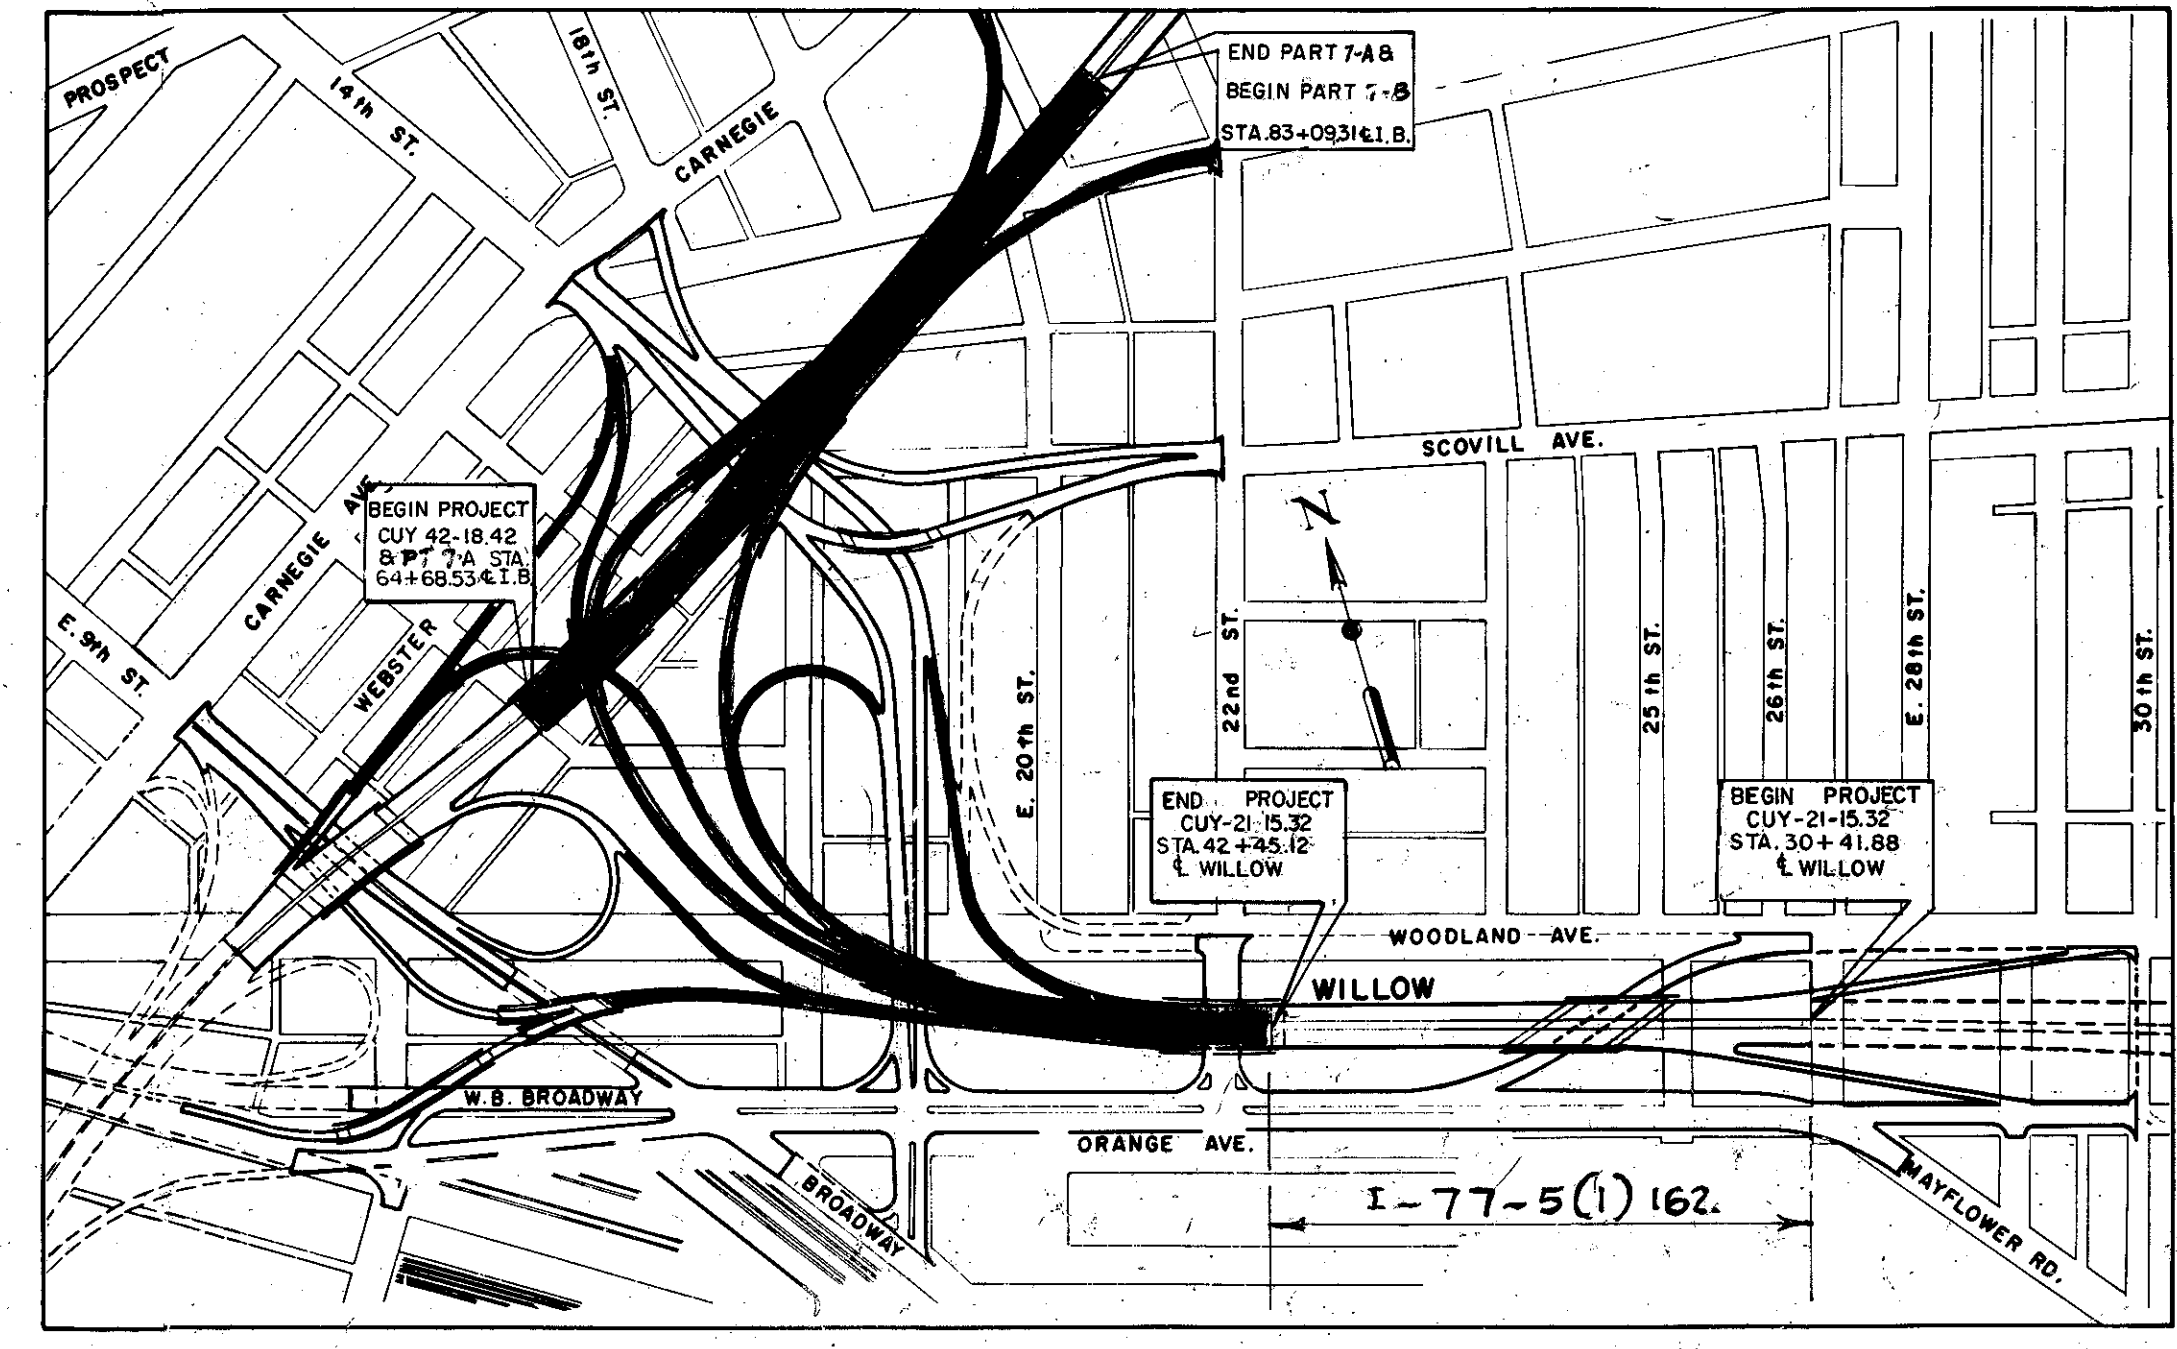 PROSPECT
14th ST.
18th ST.
CARNEGIE
END PART 7-A &
BEGIN PART 7-B
STA.83+09.31 ℄ I.B.
SCOVILL AVE.
CARNEGIE AVE.
BEGIN PROJECT
CUY 42-18.42
& PT 7-A STA.
64+68.53 ℄ I.B.
N
E. 9th ST.
WEBSTER
E. 20th ST.
22nd ST.
25th ST.
26th ST.
E. 28th ST.
30th ST.
END PROJECT
CUY-21-15.32
STA. 42+45.12
℄ WILLOW
BEGIN PROJECT
CUY-21-15.32
STA. 30+41.88
℄ WILLOW
WOODLAND AVE.
WILLOW
W.B. BROADWAY
ORANGE AVE.
BROADWAY
I-77-5(1)162.
MAYFLOWER RD.